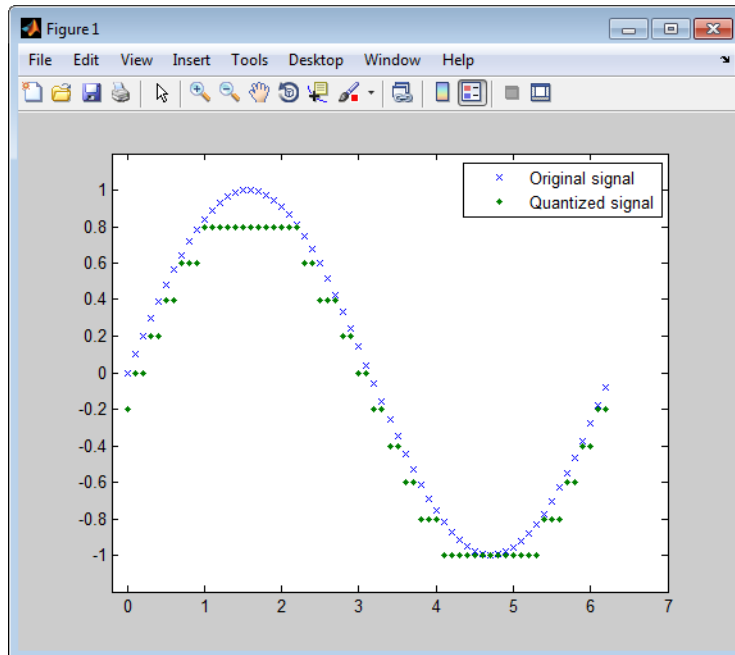 Figure 1
File Edit View Insert Tools Desktop Window Help
Original signal
Quantized signal
1
0.8
0.6
0.4
0.2
0
-0.2
-0.4
-0.6
-0.8
-1
0 1 2 3 4 5 6 7